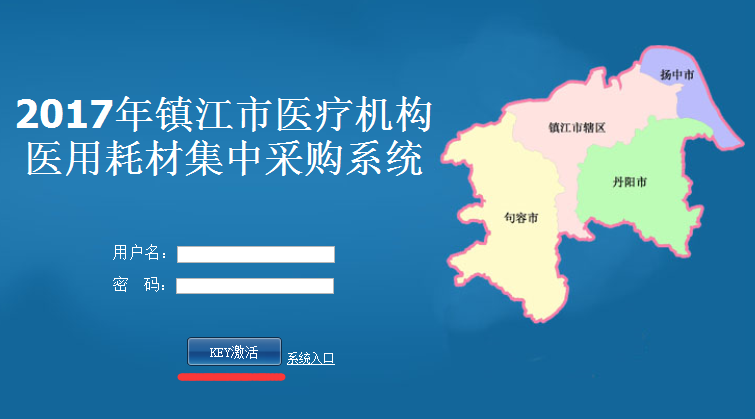 2017年镇江市医疗机构
医用耗材集中采购系统
扬中市
镇江市辖区
丹阳市
句容市
用户名：
密　码：
KEY激活
系统入口